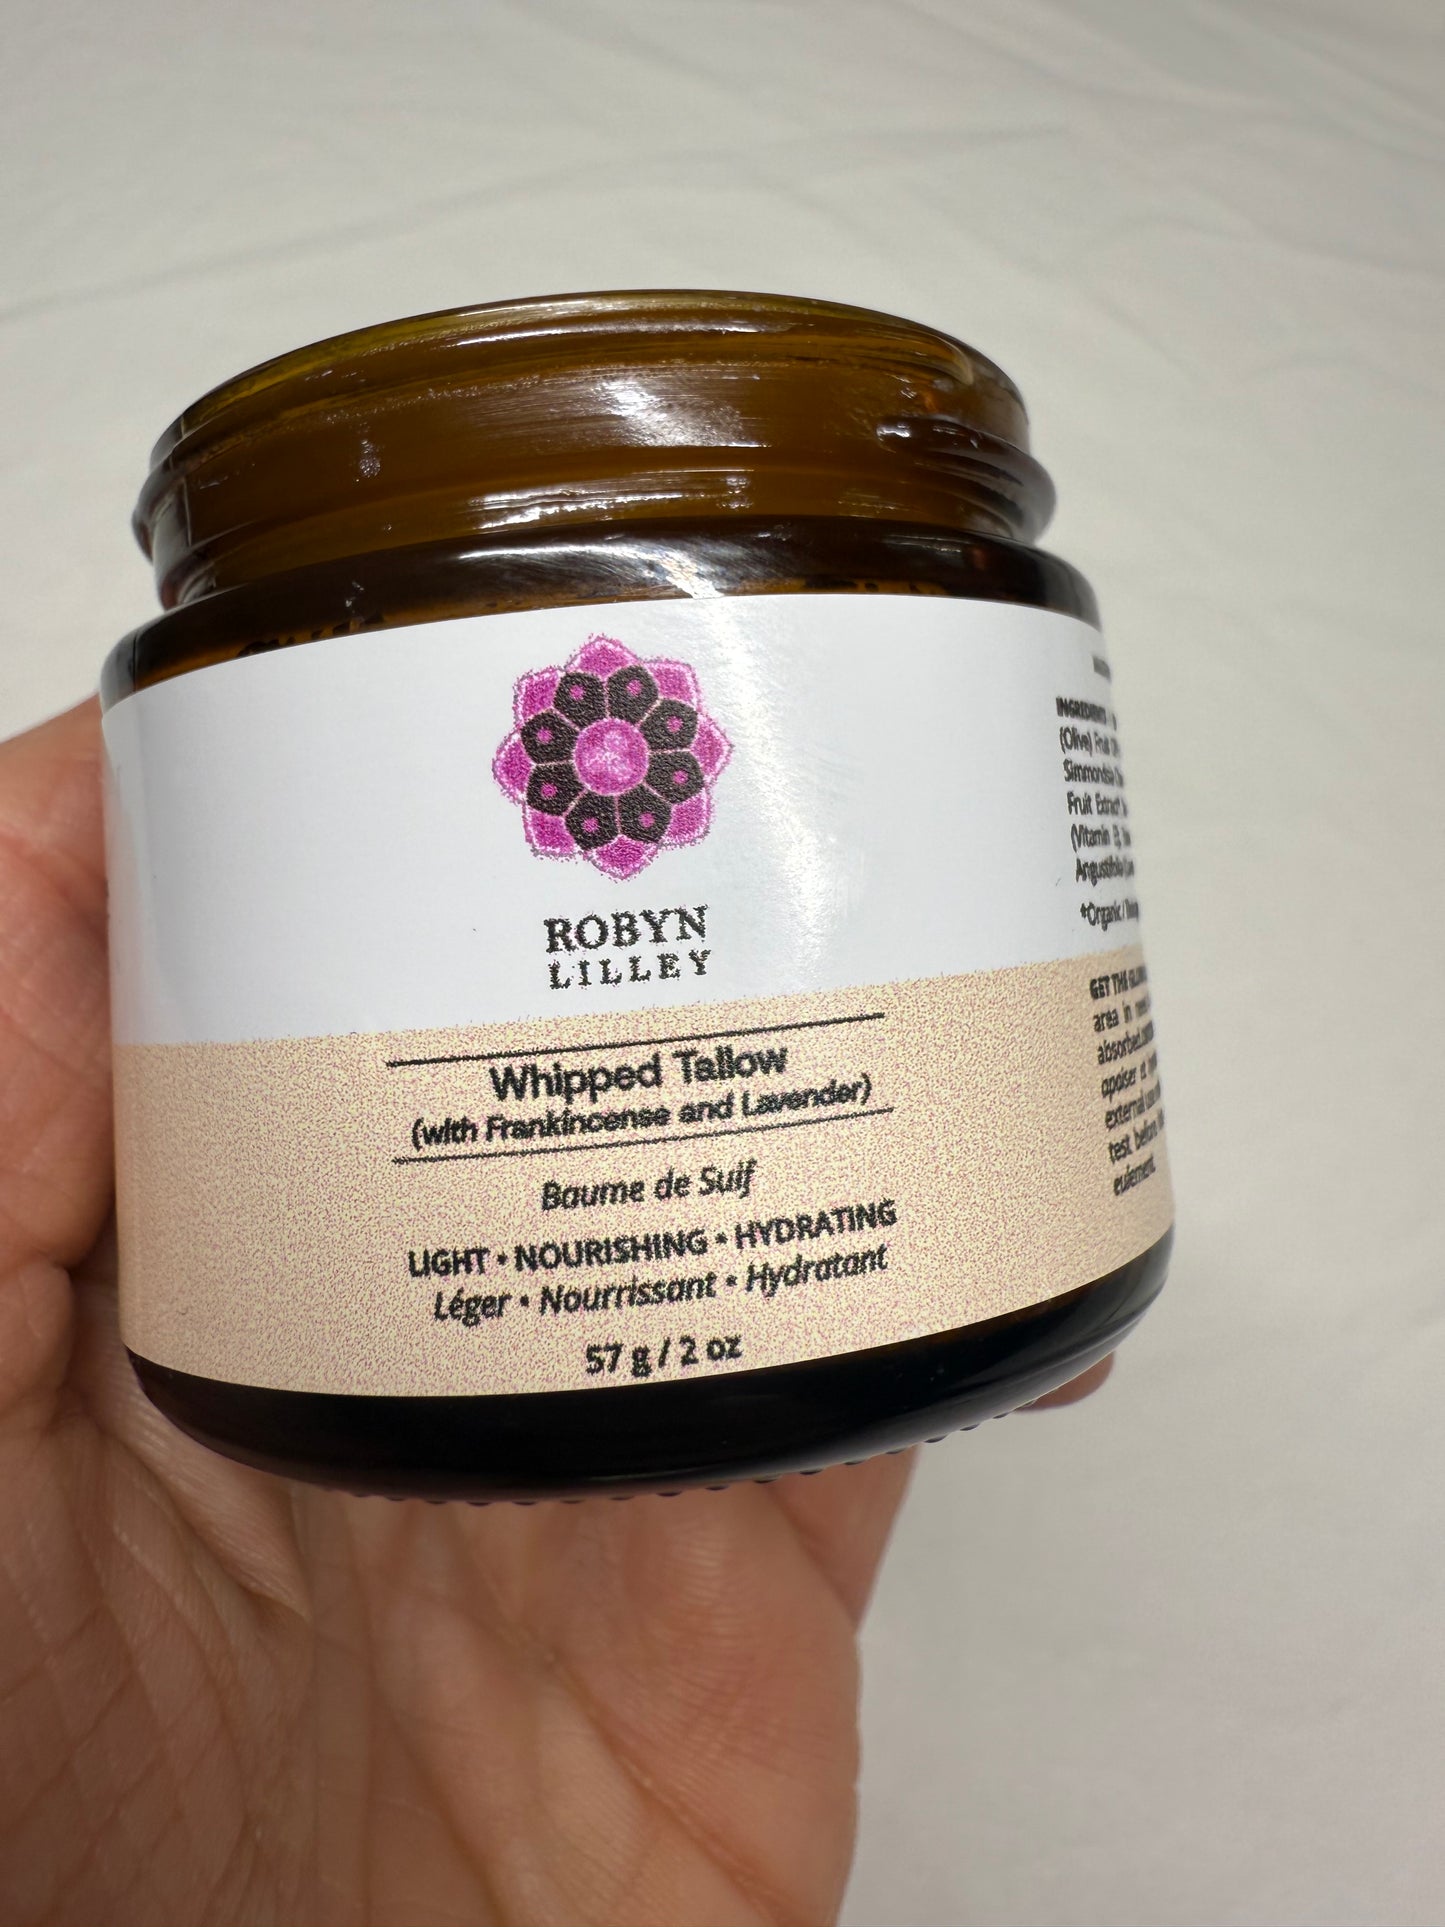 ROBYN
LILLEY
Whipped Tallow
(with Frankincense and Lavender)
Baume de Suif
LIGHT • NOURISHING • HYDRATING
Léger • Nourrissant • Hydratant
57 g / 2 oz
INGREDIENTS
(Olive) Fruit
Simmondsia
Fruit Extract*
(Vitamin E,
Angustifolia
*Organic /
GET THE
area in
absorbed.
apaiser et
external
test before
eulement.